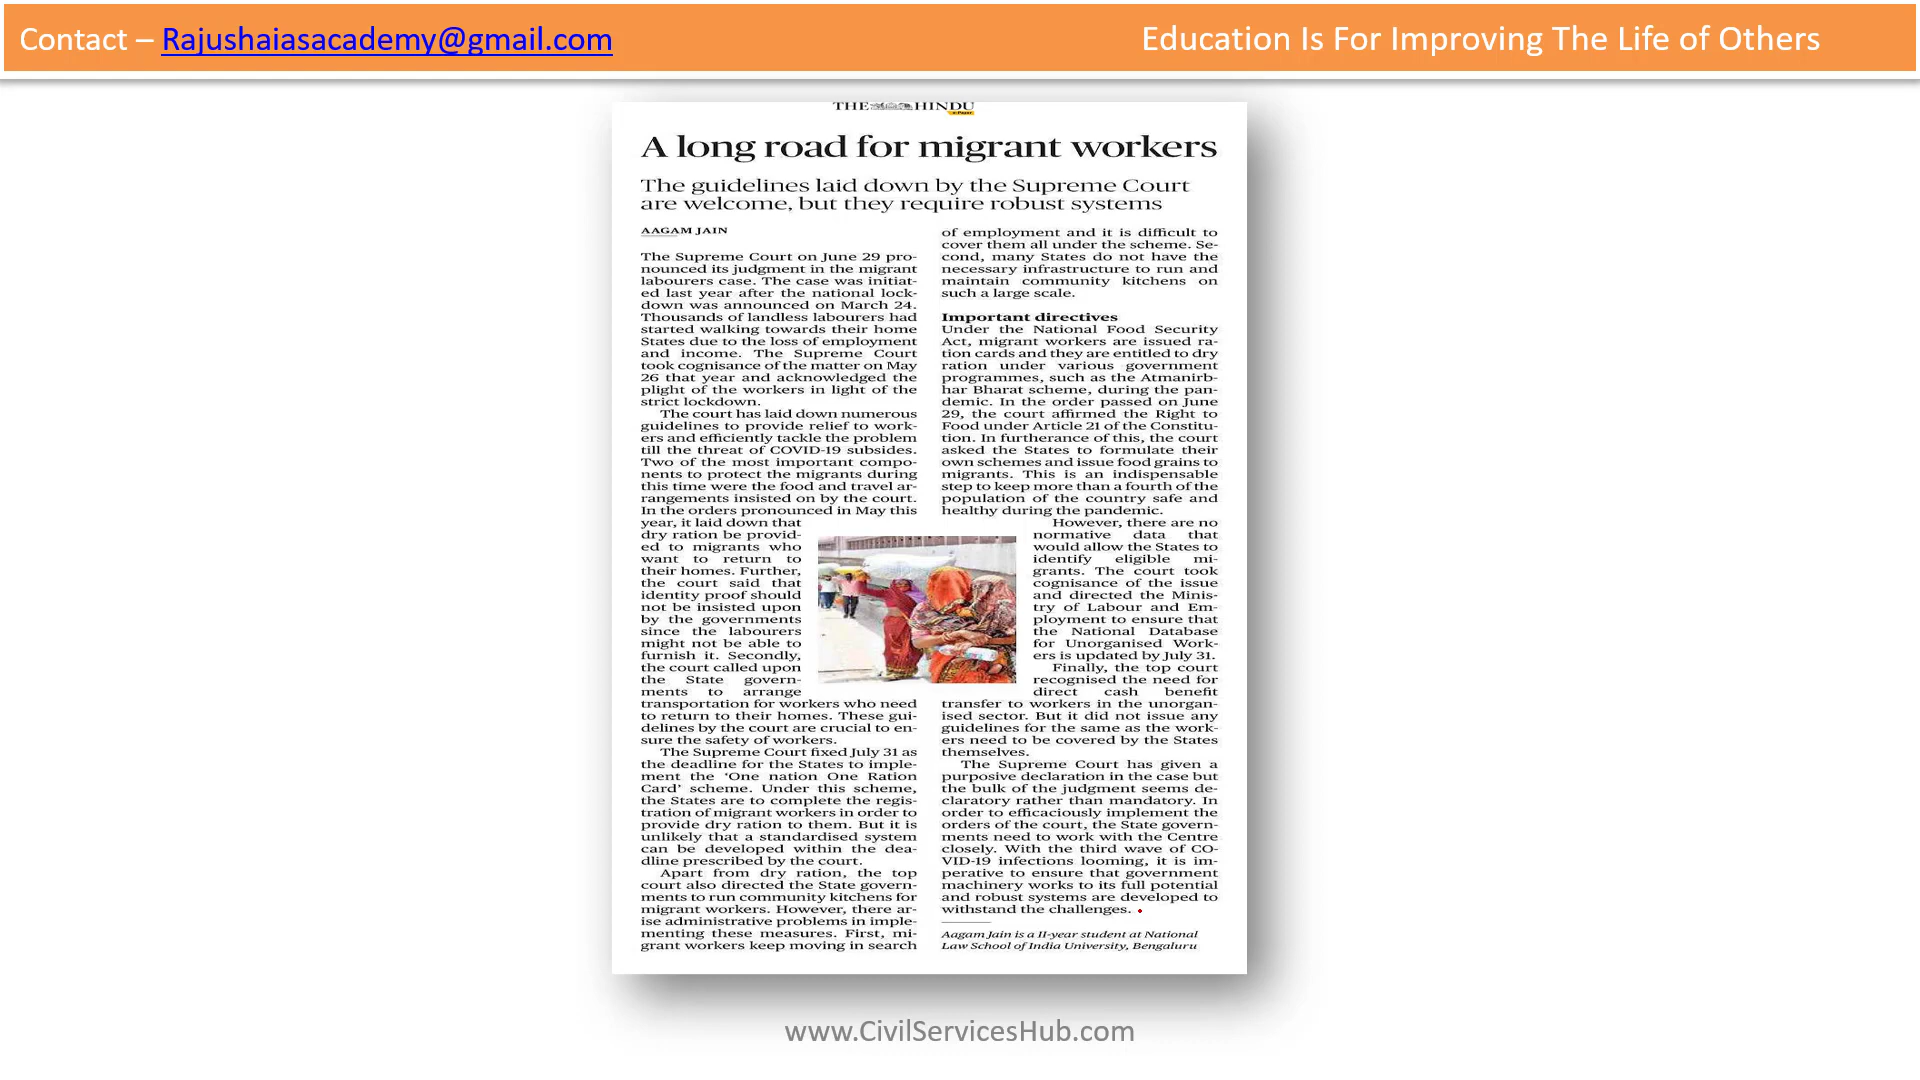 Contact – Rajushaiasacademy@gmail.com
Education Is For Improving The Life of Others
THE HINDU
e-Paper
A long road for migrant workers
The guidelines laid down by the Supreme Court
are welcome, but they require robust systems
AAGAM JAIN
The Supreme Court on June 29 pro-
nounced its judgment in the migrant
labourers case. The case was initiat-
ed last year after the national lock-
down was announced on March 24.
Thousands of landless labourers had
started walking towards their home
States due to the loss of employment
and income. The Supreme Court
took cognisance of the matter on May
26 that year and acknowledged the
plight of the workers in light of the
strict lockdown.
The court has laid down numerous
guidelines to provide relief to work-
ers and efficiently tackle the problem
till the threat of COVID-19 subsides.
Two of the most important compo-
nents to protect the migrants during
this time were the food and travel ar-
rangements insisted on by the court.
In the orders pronounced in May this
year, it laid down that
dry ration be provid-
ed to migrants who
want to return to
their homes. Further,
the court said that
identity proof should
not be insisted upon
by the governments
since the labourers
might not be able to
furnish it. Secondly,
the court called upon
the State govern-
ments to arrange
transportation for workers who need
to return to their homes. These gui-
delines by the court are crucial to en-
sure the safety of workers.
The Supreme Court fixed July 31 as
the deadline for the States to imple-
ment the ‘One nation One Ration
Card’ scheme. Under this scheme,
the States are to complete the regis-
tration of migrant workers in order to
provide dry ration to them. But it is
unlikely that a standardised system
can be developed within the dea-
dline prescribed by the court.
Apart from dry ration, the top
court also directed the State govern-
ments to run community kitchens for
migrant workers. However, there ar-
ise administrative problems in imple-
menting these measures. First, mi-
grant workers keep moving in search
of employment and it is difficult to
cover them all under the scheme. Se-
cond, many States do not have the
necessary infrastructure to run and
maintain community kitchens on
such a large scale.
Important directives
Under the National Food Security
Act, migrant workers are issued ra-
tion cards and they are entitled to dry
ration under various government
programmes, such as the Atmanirb-
har Bharat scheme, during the pan-
demic. In the order passed on June
29, the court affirmed the Right to
Food under Article 21 of the Constitu-
tion. In furtherance of this, the court
asked the States to formulate their
own schemes and issue food grains to
migrants. This is an indispensable
step to keep more than a fourth of the
population of the country safe and
healthy during the pandemic.
However, there are no
normative data that
would allow the States to
identify eligible mi-
grants. The court took
cognisance of the issue
and directed the Minis-
try of Labour and Em-
ployment to ensure that
the National Database
for Unorganised Work-
ers is updated by July 31.
Finally, the top court
recognised the need for
direct cash benefit
transfer to workers in the unorgan-
ised sector. But it did not issue any
guidelines for the same as the work-
ers need to be covered by the States
themselves.
The Supreme Court has given a
purposive declaration in the case but
the bulk of the judgment seems de-
claratory rather than mandatory. In
order to efficaciously implement the
orders of the court, the State govern-
ments need to work with the Centre
closely. With the third wave of CO-
VID-19 infections looming, it is im-
perative to ensure that government
machinery works to its full potential
and robust systems are developed to
withstand the challenges.
Aagam Jain is a II-year student at National
Law School of India University, Bengaluru
www.CivilServicesHub.com